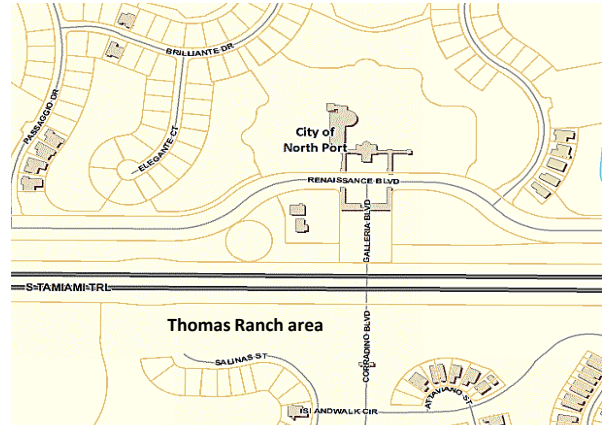 BRILLIANTE DR
PASSAGGIO DR
ELEGANTE CT
City of
North Port
RENAISSANCE BLVD
GALLERIA BLVD
S TAMIAMI TRL
Thomas Ranch area
SALINAS ST
CORRADINO BLVD
ATTAVIANO ST
ISLANDWALK CIR